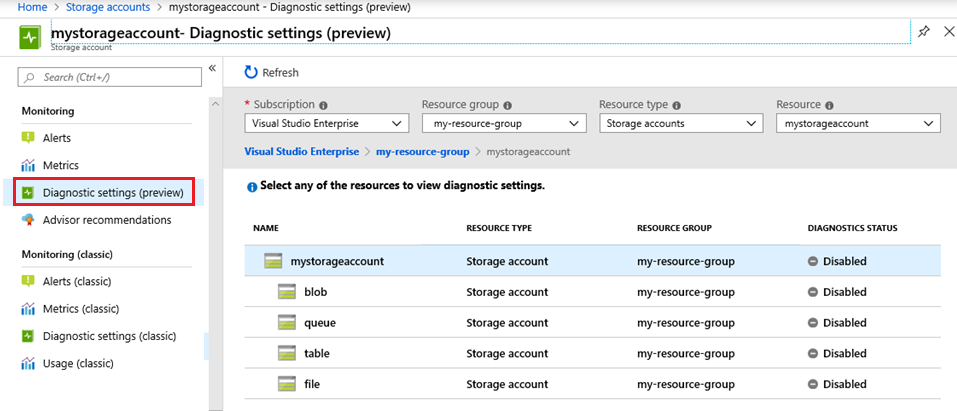 Home > Storage accounts > mystorageaccount - Diagnostic settings (preview)
mystorageaccount- Diagnostic settings (preview)
Storage account
Search (Ctrl+/)
Monitoring
Alerts
Metrics
Diagnostic settings (preview)
Advisor recommendations
Monitoring (classic)
Alerts (classic)
Metrics (classic)
Diagnostic settings (classic)
Usage (classic)
Refresh
* Subscription Resource group Resource type Resource
Visual Studio Enterprise my-resource-group Storage accounts mystorageaccount
Visual Studio Enterprise > my-resource-group > mystorageaccount
Select any of the resources to view diagnostic settings.
NAME RESOURCE TYPE RESOURCE GROUP DIAGNOSTICS STATUS
mystorageaccount Storage account my-resource-group Disabled
blob Storage account my-resource-group Disabled
queue Storage account my-resource-group Disabled
table Storage account my-resource-group Disabled
file Storage account my-resource-group Disabled